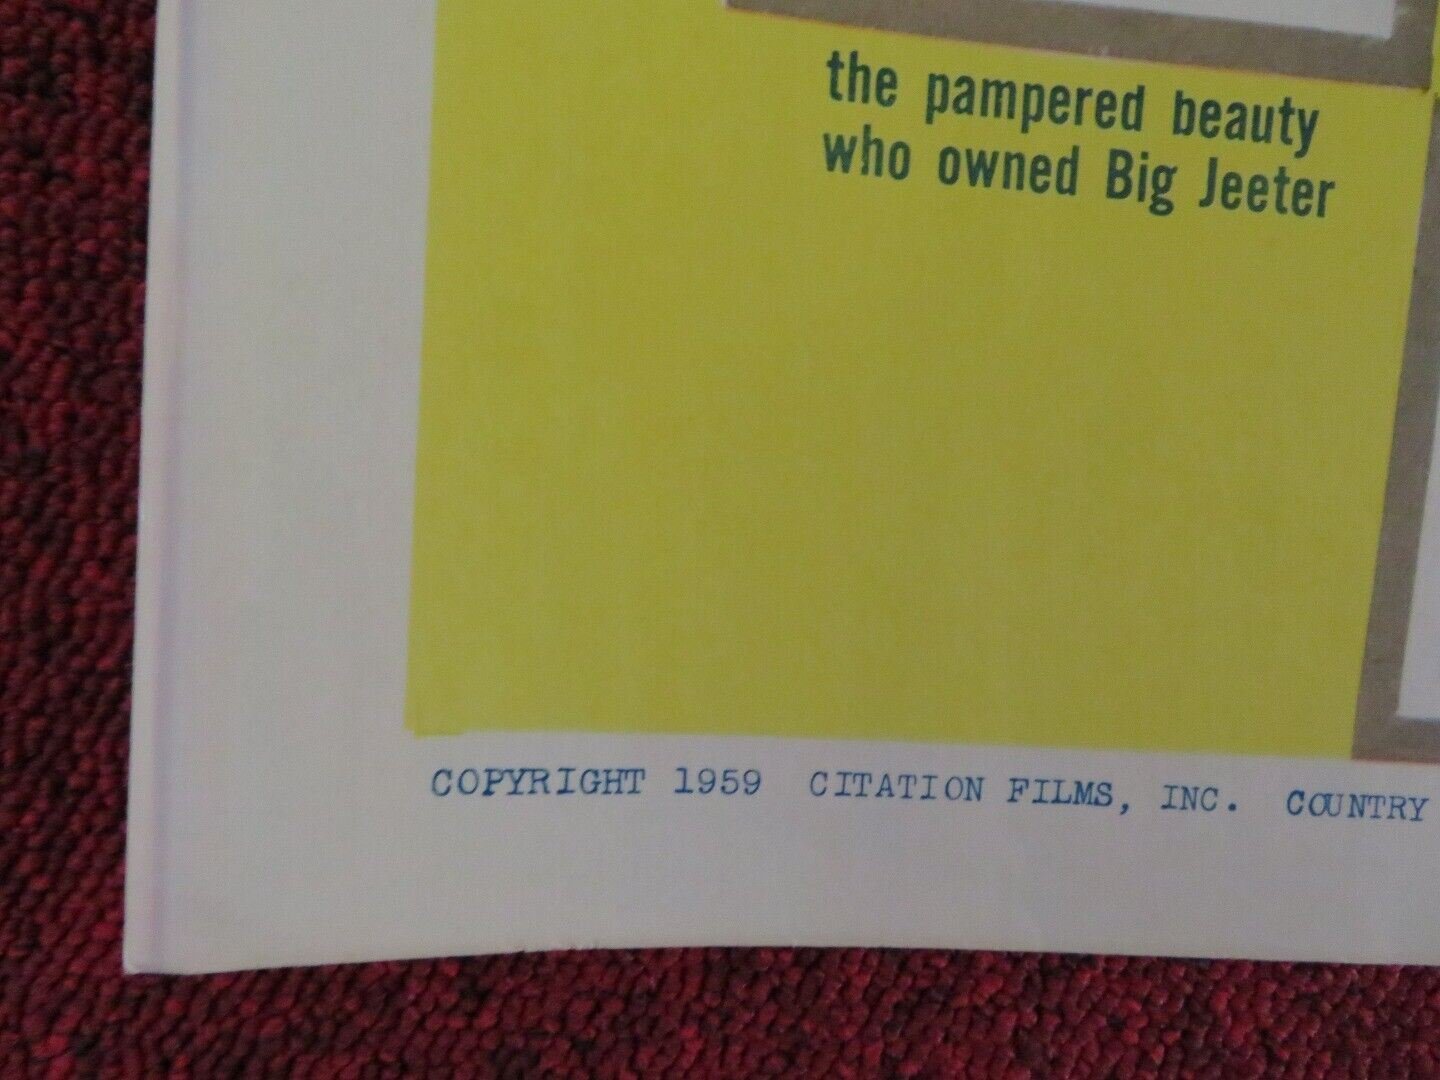 the pampered beauty
who owned Big Jeeter
COPYRIGHT 1959 CITATION FILMS, INC. COUNTRY